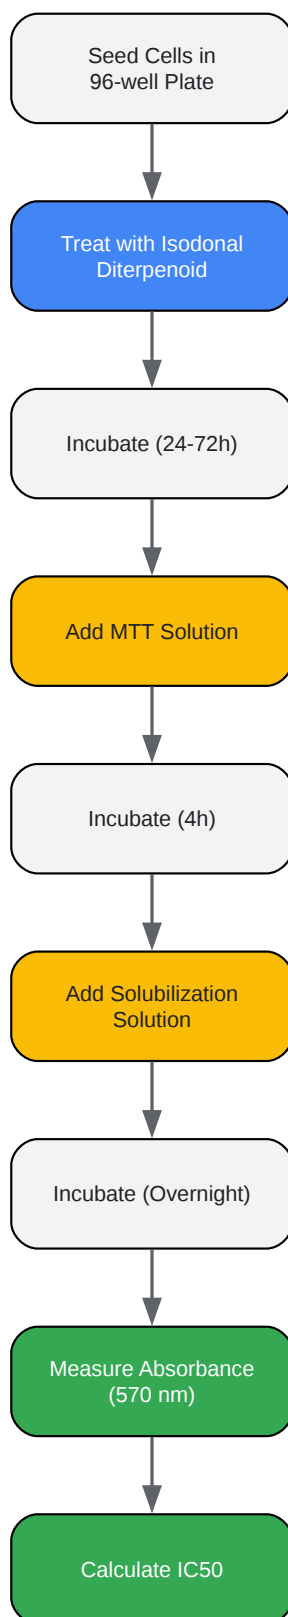 Seed Cells in
96-well Plate
Treat with Isodonal
Diterpenoid
Incubate (24-72h)
Add MTT Solution
Incubate (4h)
Add Solubilization
Solution
Incubate (Overnight)
Measure Absorbance
(570 nm)
Calculate IC50